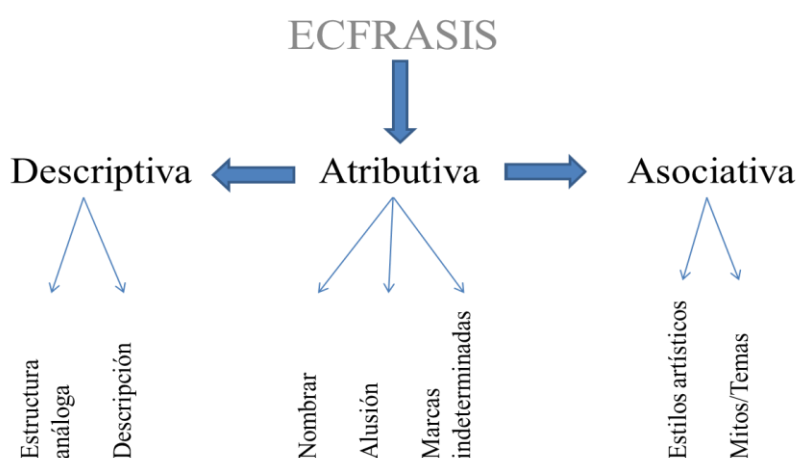 ECFRASIS
Descriptiva
Atributiva
Asociativa
Estructura
análoga
Descripción
Nombrar
Alusión
Marcas
indeterminadas
Estilos artísticos
Mitos/Temas